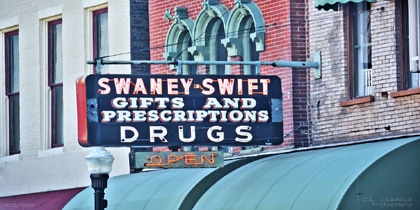 SWANEY-SWIFT
GIFTS AND
PRESCRIPTIONS
DRUGS
OPEN